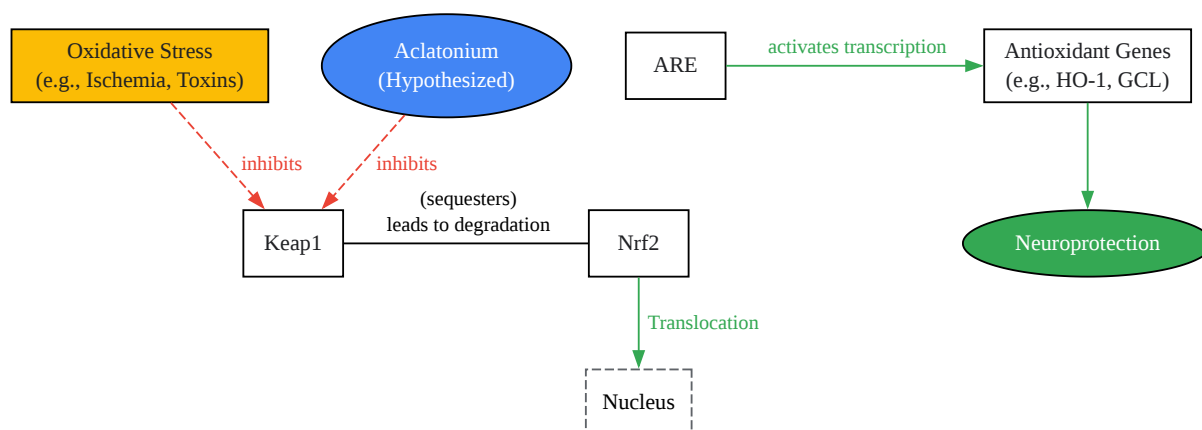 Oxidative Stress
(e.g., Ischemia, Toxins)
Aclatonium
(Hypothesized)
ARE
activates transcription
Antioxidant Genes
(e.g., HO-1, GCL)
inhibits
inhibits
(sequesters)
leads to degradation
Keap1
Nrf2
Neuroprotection
Translocation
Nucleus